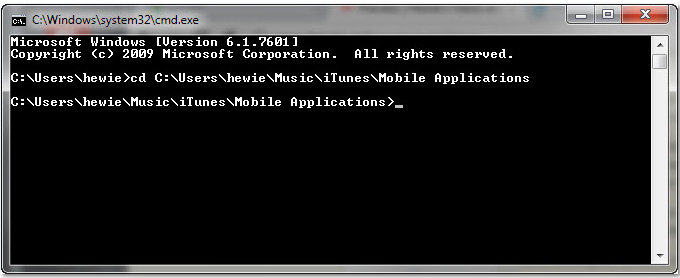 C:\Windows\system32\cmd.exe
Microsoft Windows [Version 6.1.7601]
Copyright (c) 2009 Microsoft Corporation.  All rights reserved.
C:\Users\hewie>cd C:\Users\hewie\Music\iTunes\Mobile Applications
C:\Users\hewie\Music\iTunes\Mobile Applications>_